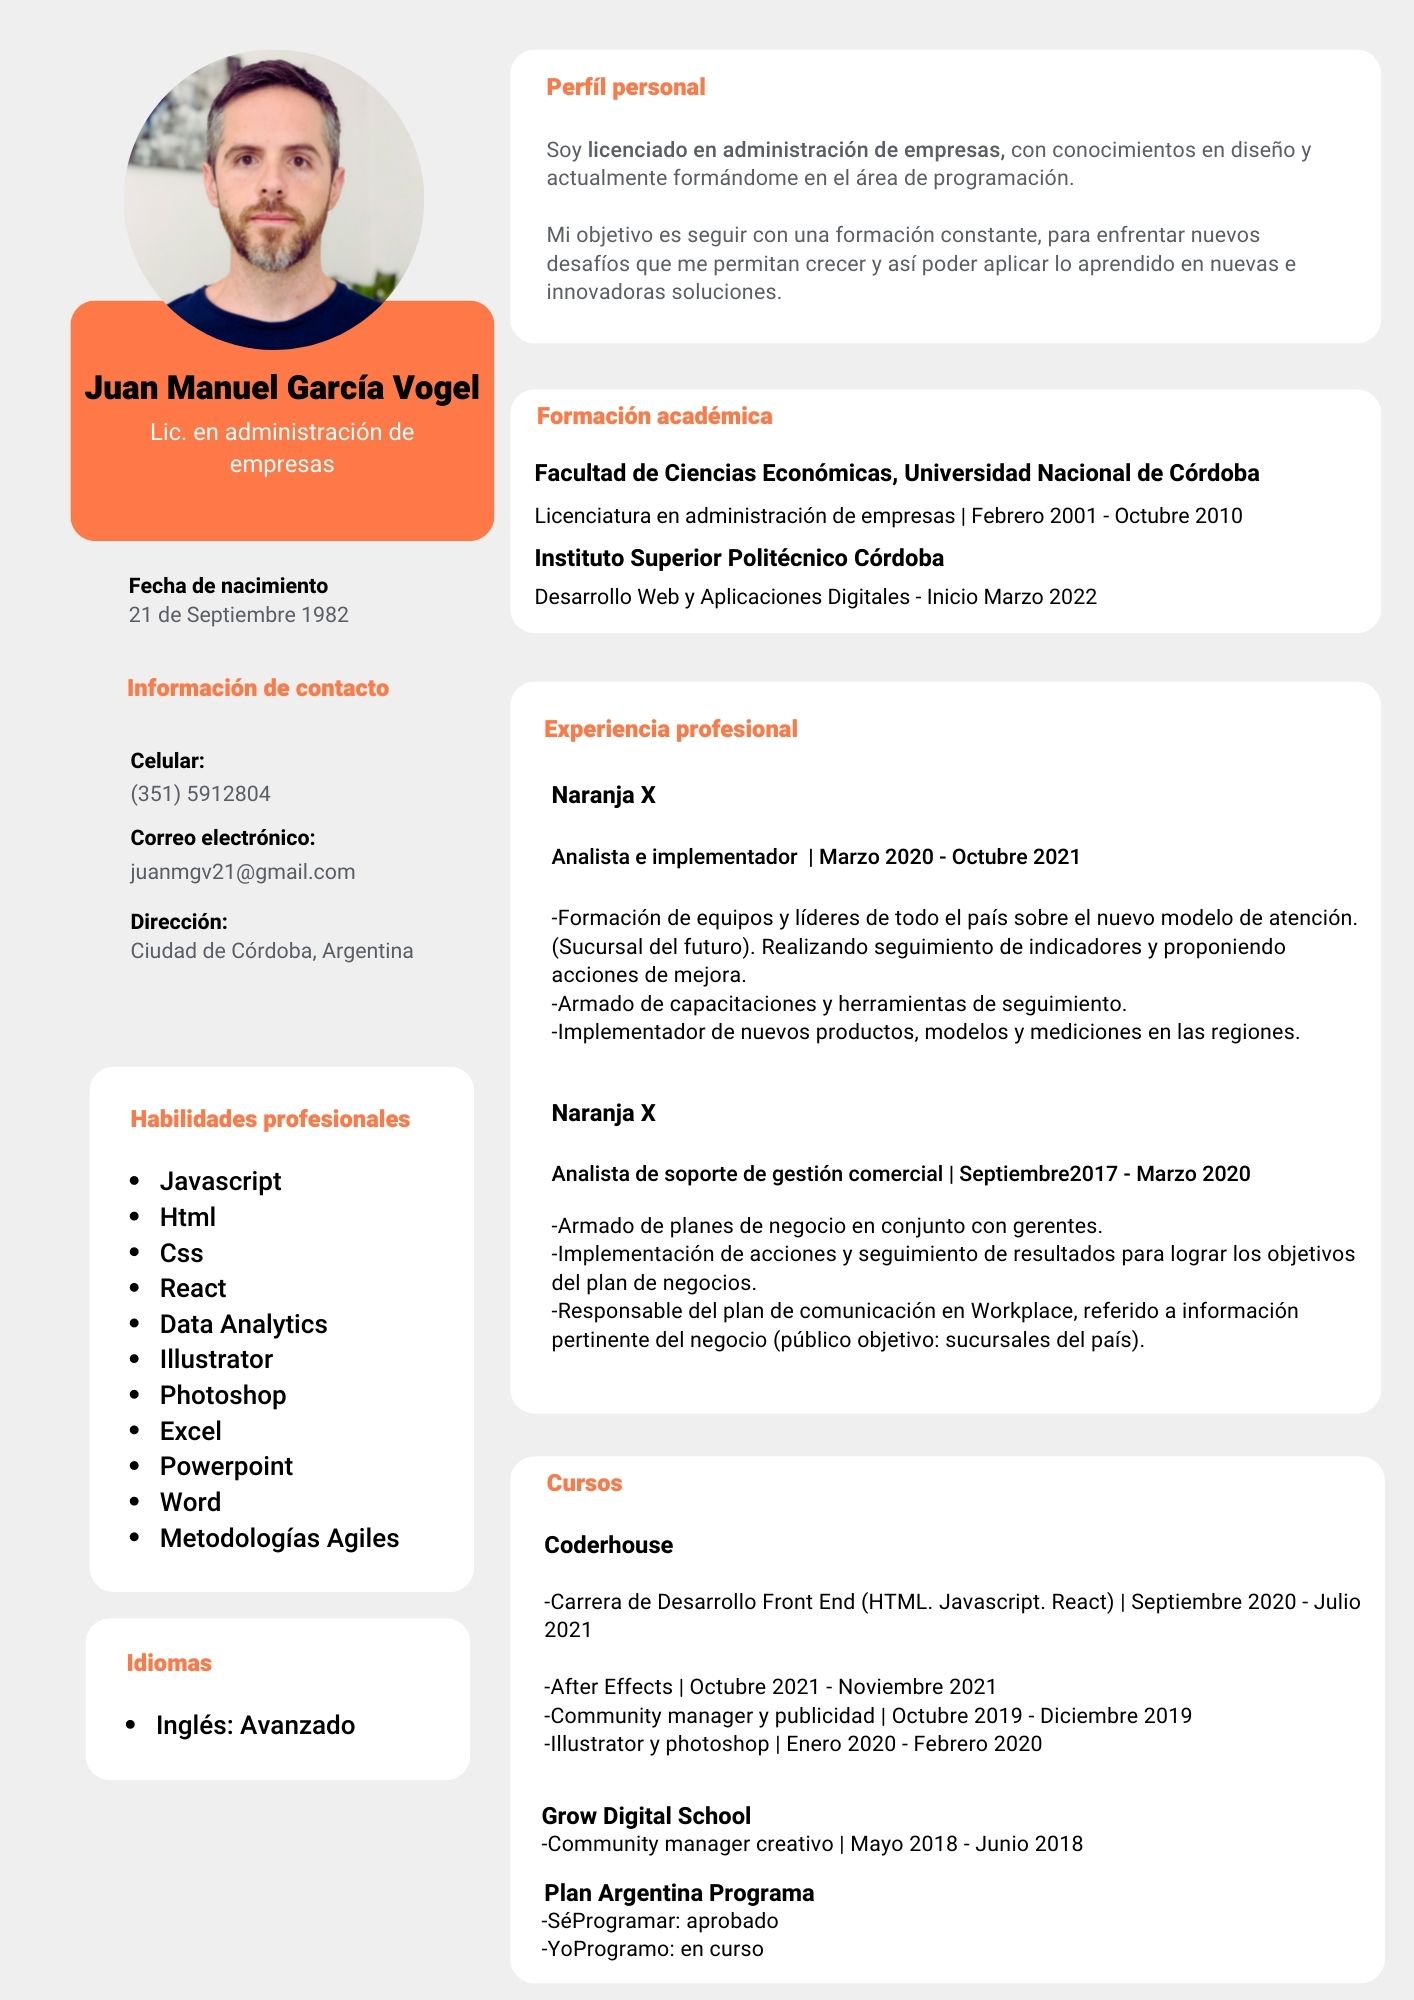 Juan Manuel García Vogel
Lic. en administración de
empresas
Fecha de nacimiento
21 de Septiembre 1982
Información de contacto
Celular:
(351) 5912804
Correo electrónico:
juanmgv21@gmail.com
Dirección:
Ciudad de Córdoba, Argentina
Habilidades profesionales
• Javascript
• Html
• Css
• React
• Data Analytics
• Illustrator
• Photoshop
• Excel
• Powerpoint
• Word
• Metodologías Agiles
Idiomas
• Inglés: Avanzado
Perfíl personal
Soy licenciado en administración de empresas, con conocimientos en diseño y
actualmente formándome en el área de programación.
Mi objetivo es seguir con una formación constante, para enfrentar nuevos
desafíos que me permitan crecer y así poder aplicar lo aprendido en nuevas e
innovadoras soluciones.
Formación académica
Facultad de Ciencias Económicas, Universidad Nacional de Córdoba
Licenciatura en administración de empresas | Febrero 2001 - Octubre 2010
Instituto Superior Politécnico Córdoba
Desarrollo Web y Aplicaciones Digitales - Inicio Marzo 2022
Experiencia profesional
Naranja X
Analista e implementador | Marzo 2020 - Octubre 2021
-Formación de equipos y líderes de todo el país sobre el nuevo modelo de atención.
(Sucursal del futuro). Realizando seguimiento de indicadores y proponiendo
acciones de mejora.
-Armado de capacitaciones y herramientas de seguimiento.
-Implementador de nuevos productos, modelos y mediciones en las regiones.
Naranja X
Analista de soporte de gestión comercial | Septiembre2017 - Marzo 2020
-Armado de planes de negocio en conjunto con gerentes.
-Implementación de acciones y seguimiento de resultados para lograr los objetivos
del plan de negocios.
-Responsable del plan de comunicación en Workplace, referido a información
pertinente del negocio (público objetivo: sucursales del país).
Cursos
Coderhouse
-Carrera de Desarrollo Front End (HTML. Javascript. React) | Septiembre 2020 - Julio
2021
-After Effects | Octubre 2021 - Noviembre 2021
-Community manager y publicidad | Octubre 2019 - Diciembre 2019
-Illustrator y photoshop | Enero 2020 - Febrero 2020
Grow Digital School
-Community manager creativo | Mayo 2018 - Junio 2018
Plan Argentina Programa
-SéProgramar: aprobado
-YoProgramo: en curso